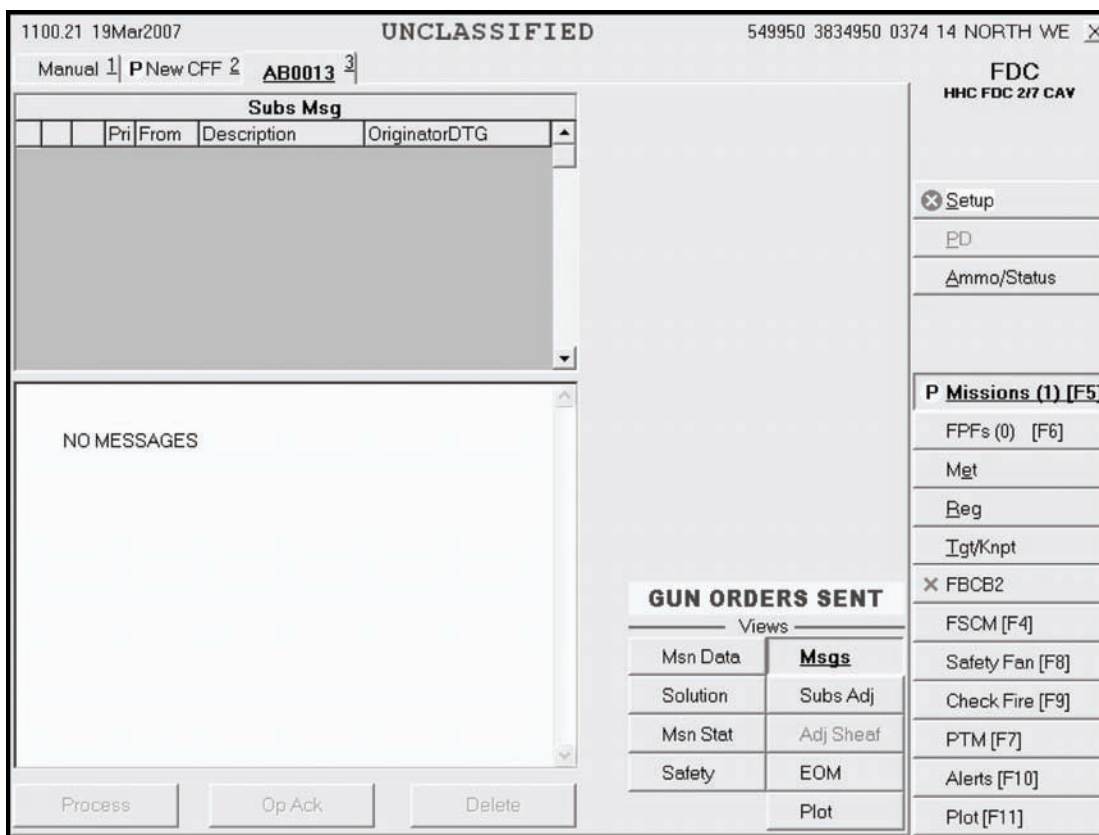 1100.21 19Mar2007 UNCLASSIFIED 549950 3834950 0374 14 NORTH WE X
Manual 1 P New CFF 2 AB0013 3
FDC
HHC FDC 2/7 CAV
Subs Msg
Pri From Description OriginatorDTG
NO MESSAGES
Process Op Ack Delete
GUN ORDERS SENT
Views
Msn Data Msgs
Solution Subs Adj
Msn Stat Adj Sheaf
Safety EOM
Plot
Setup
PD
Ammo/Status
P Missions (1) [F5]
FPFs (0) [F6]
Met
Reg
Tgt/Knpt
FBCB2
FSCM [F4]
Safety Fan [F8]
Check Fire [F9]
PTM [F7]
Alerts [F10]
Plot [F11]